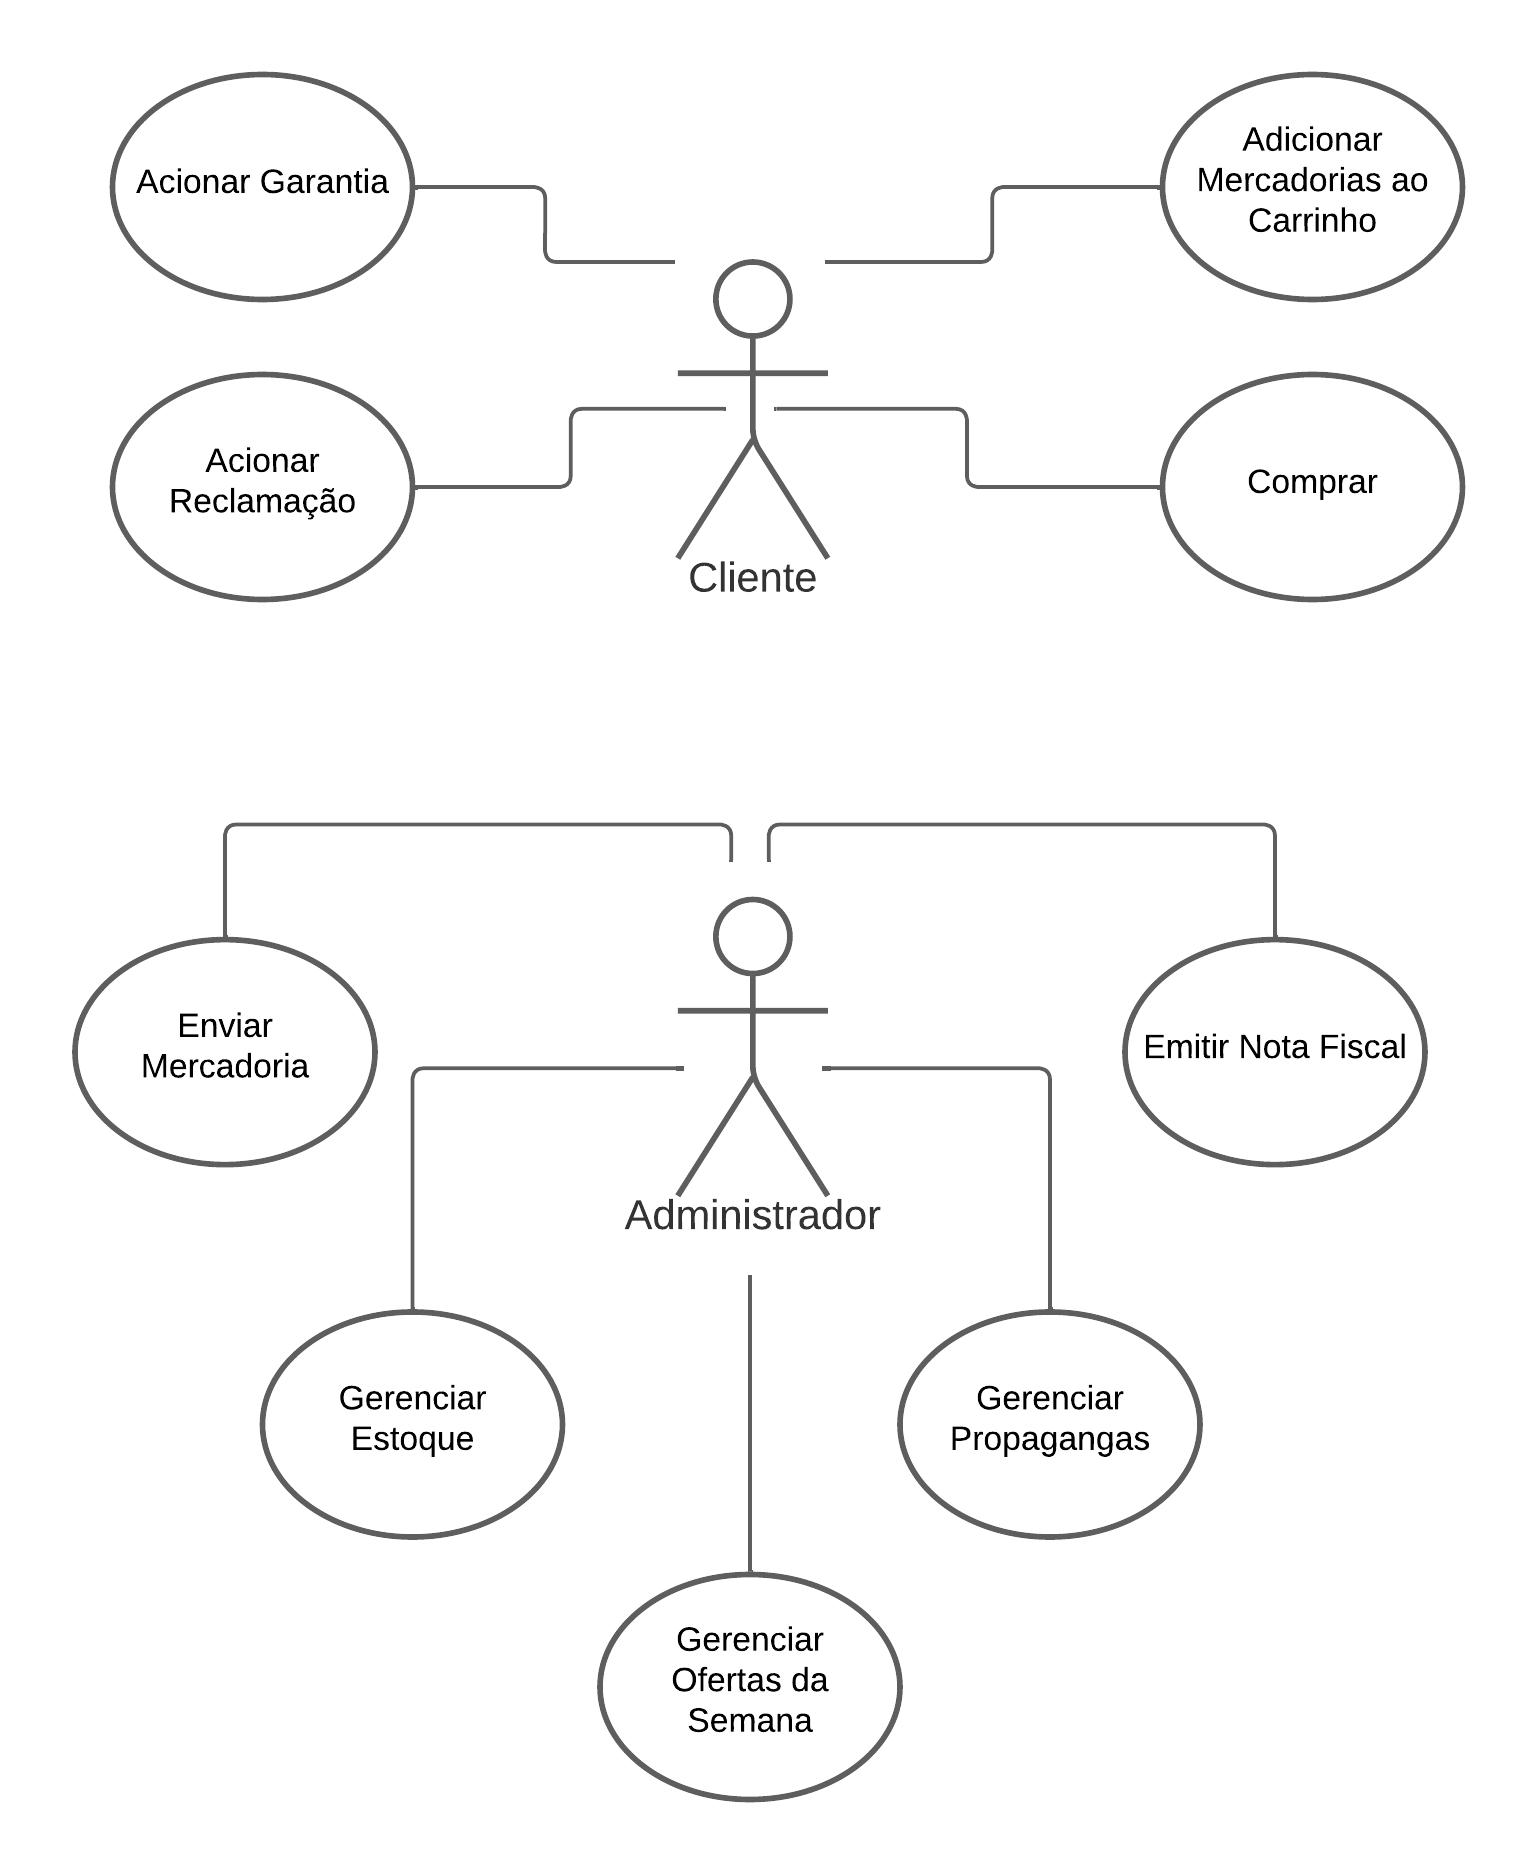 Acionar Garantia
Adicionar
Mercadorias ao
Carrinho
Acionar
Reclamação
Comprar
Cliente
Enviar
Mercadoria
Emitir Nota Fiscal
Administrador
Gerenciar
Estoque
Gerenciar
Propagangas
Gerenciar
Ofertas da
Semana